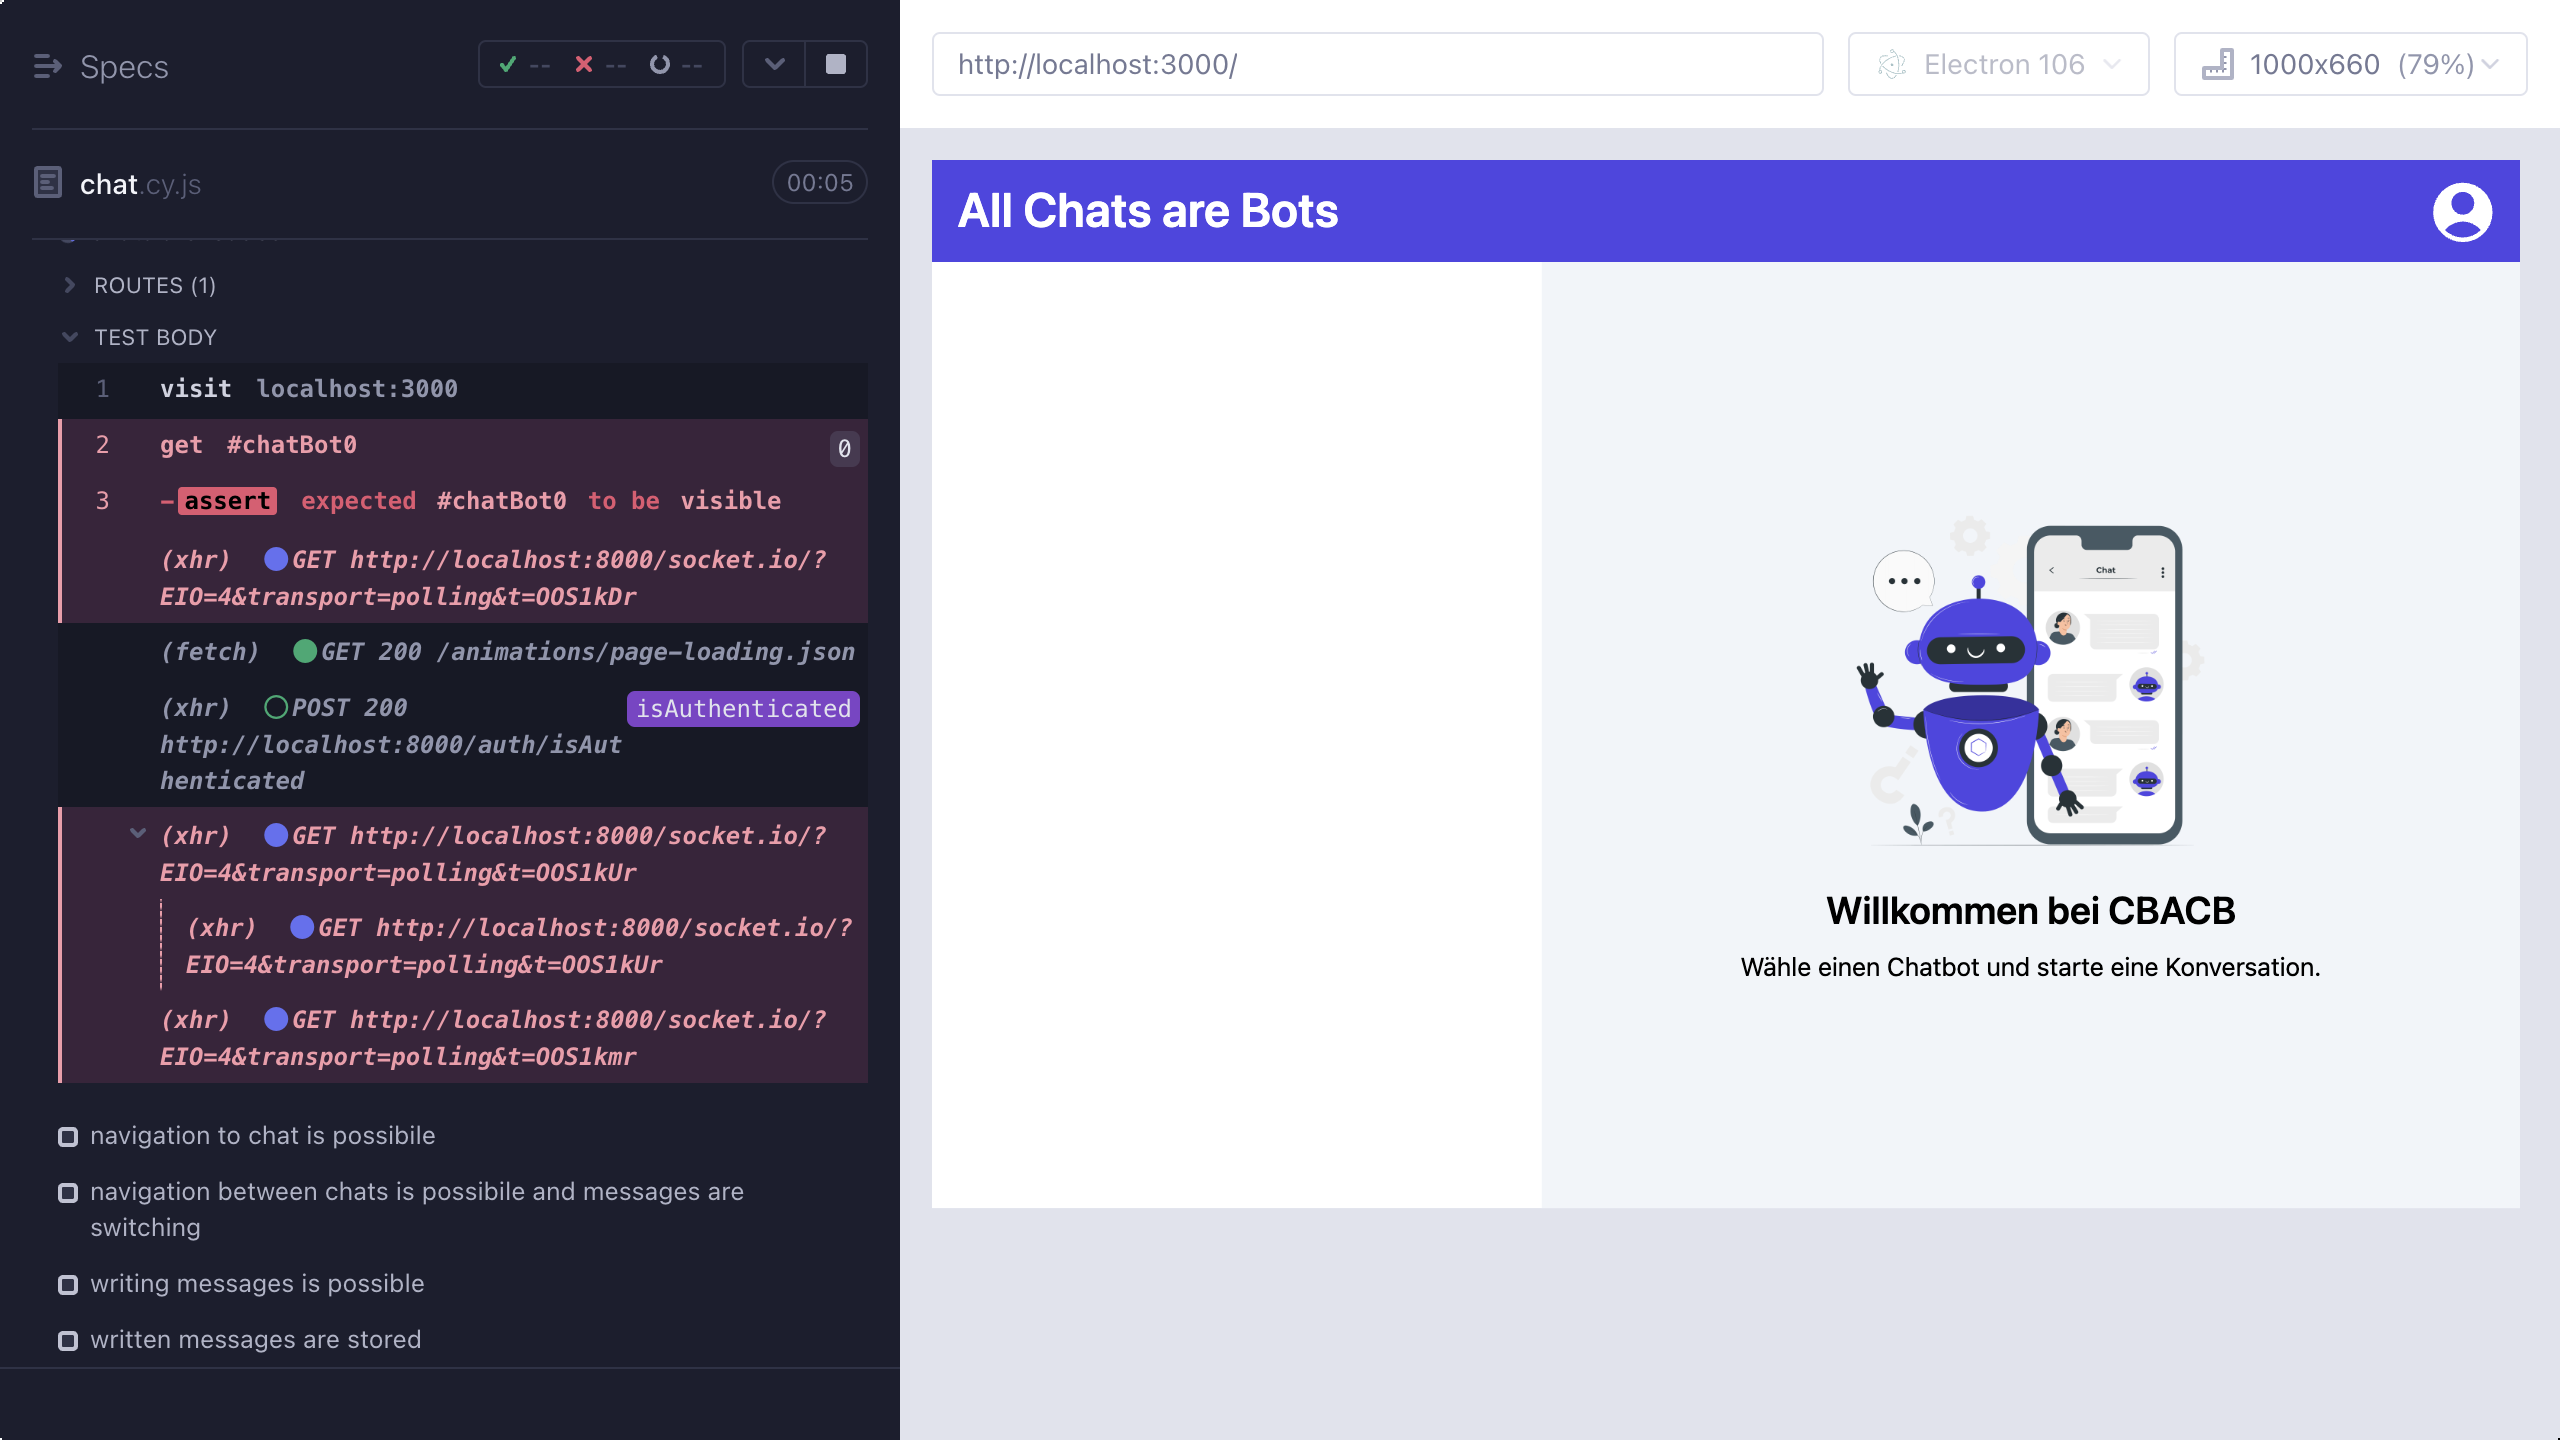 Specs
-- -- --
chat.cy.js
00:05
ROUTES (1)
TEST BODY
1 visit localhost:3000
2 get #chatBot0 0
3 -assert expected #chatBot0 to be visible
(xhr) GET http://localhost:8000/socket.io/?
EIO=4&transport=polling&t=OOS1kDr
(fetch) GET 200 /animations/page-loading.json
(xhr) POST 200 isAuthenticated
http://localhost:8000/auth/isAut
henticated
(xhr) GET http://localhost:8000/socket.io/?
EIO=4&transport=polling&t=OOS1kUr
(xhr) GET http://localhost:8000/socket.io/?
EIO=4&transport=polling&t=OOS1kUr
(xhr) GET http://localhost:8000/socket.io/?
EIO=4&transport=polling&t=OOS1kmr
navigation to chat is possibile
navigation between chats is possibile and messages are
switching
writing messages is possible
written messages are stored
http://localhost:3000/
Electron 106
1000x660 (79%)
All Chats are Bots
Chat
Willkommen bei CBACB
Wähle einen Chatbot und starte eine Konversation.